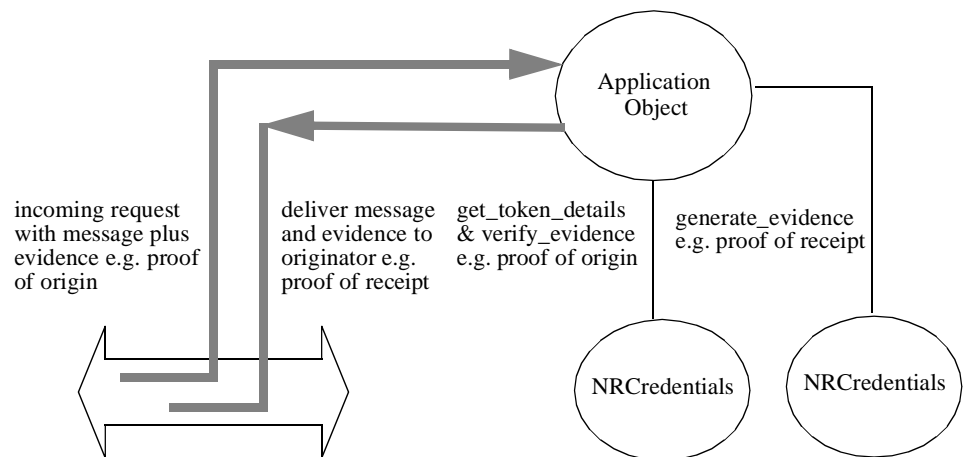 Application
Object
incoming request
with message plus
evidence e.g. proof
of origin
deliver message
and evidence to
originator e.g.
proof of receipt
get_token_details
& verify_evidence
e.g. proof of origin
generate_evidence
e.g. proof of receipt
NRCredentials
NRCredentials